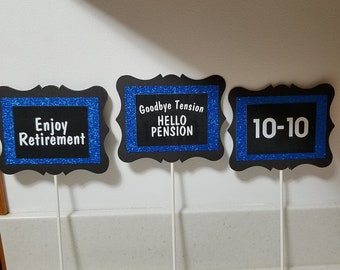 Enjoy
Retirement
Goodbye Tension
HELLO
PENSION
10-10